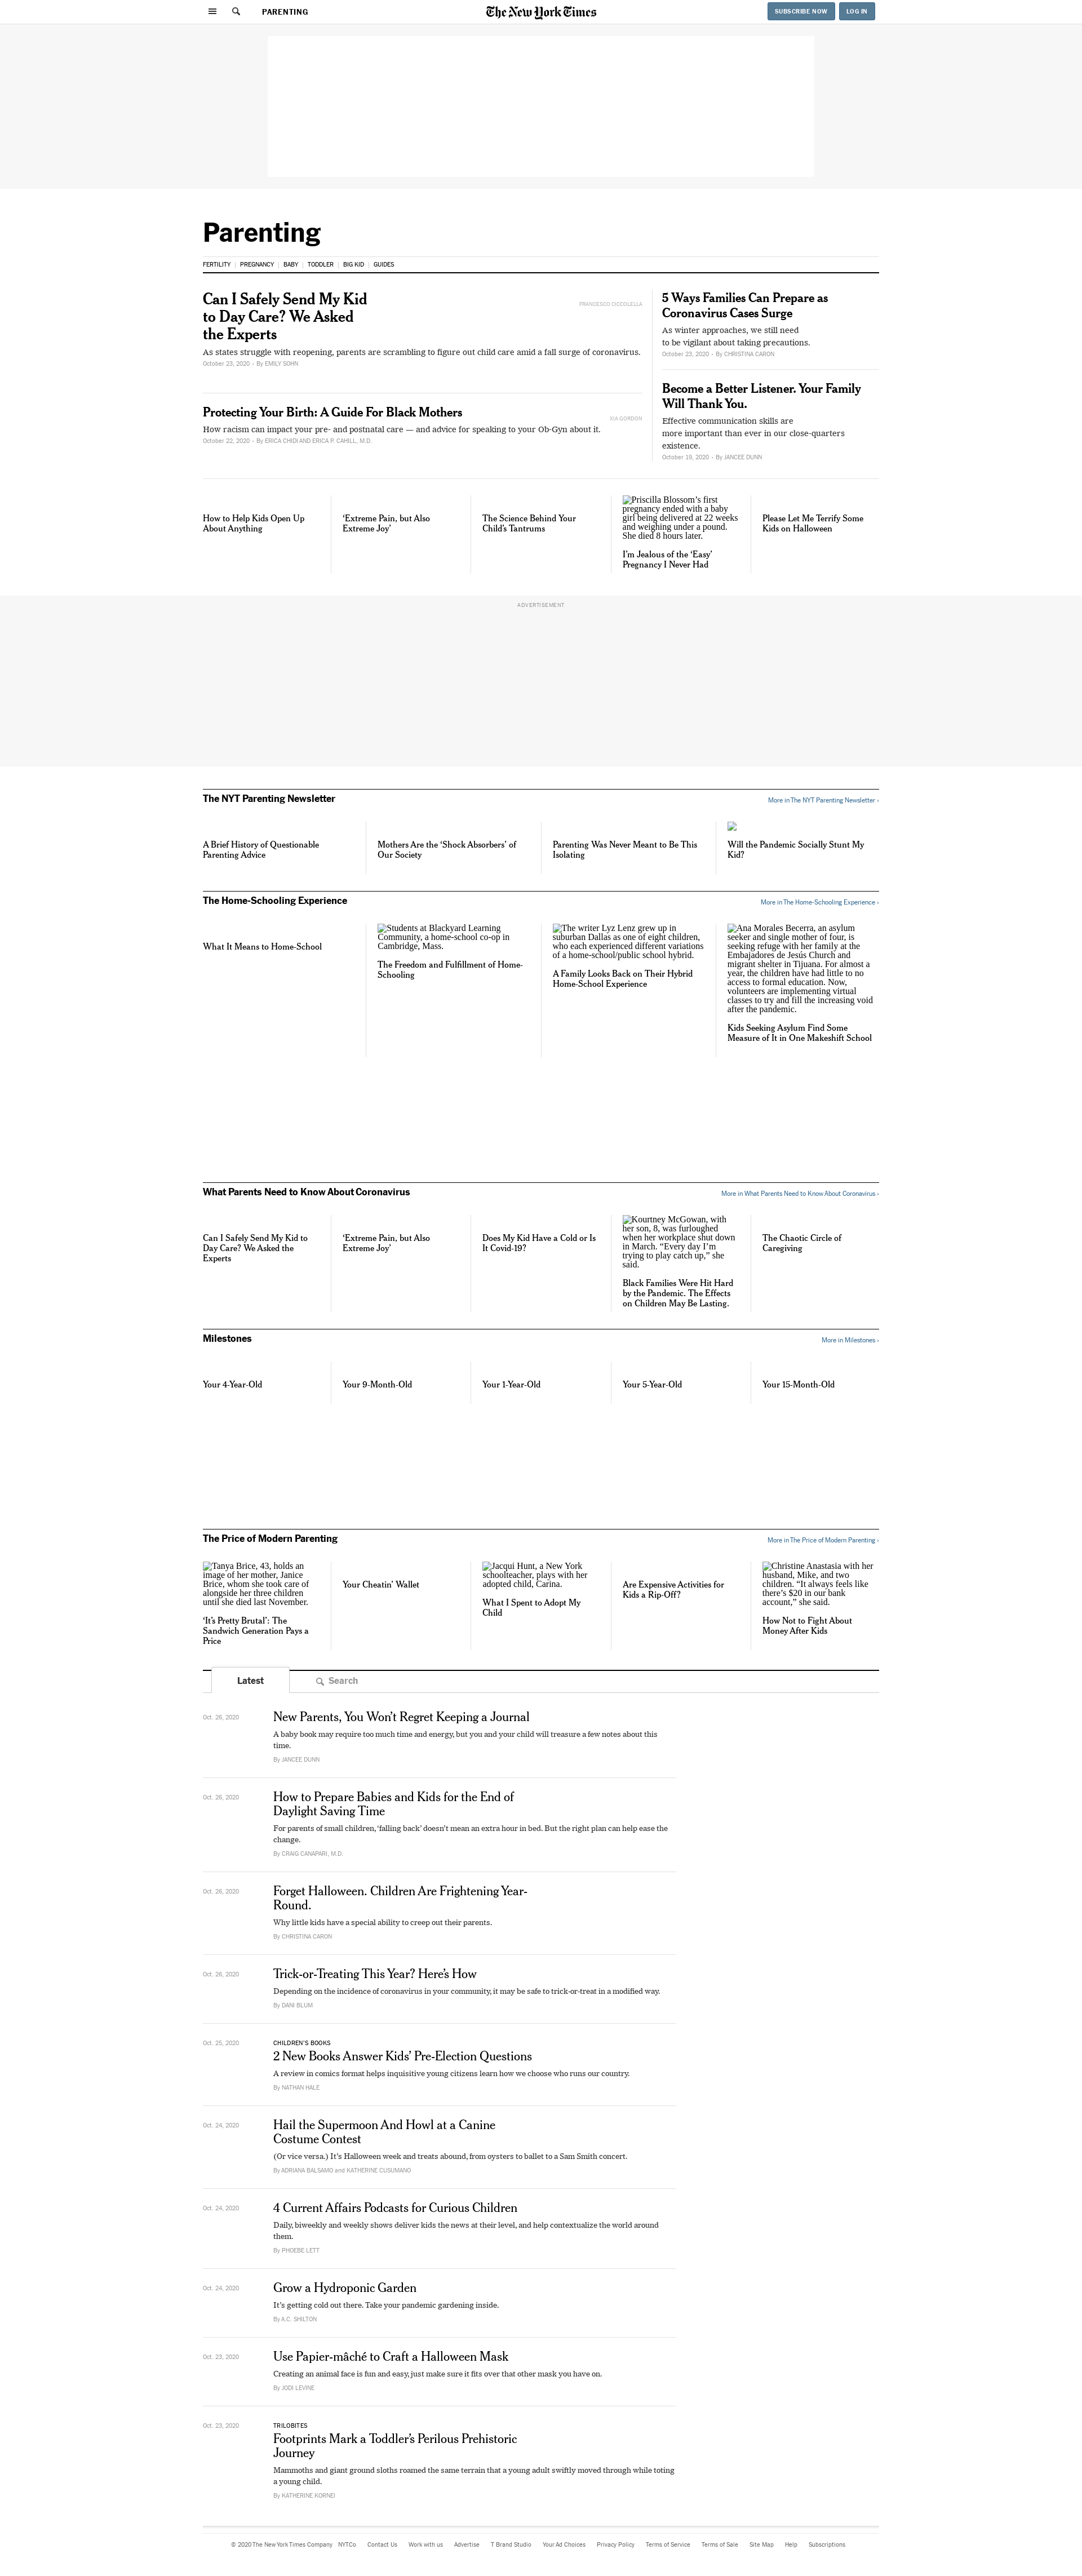 PARENTING
The New York Times
SUBSCRIBE NOW
LOG IN
Parenting
FERTILITY
PREGNANCY
BABY
TODDLER
BIG KID
GUIDES
Can I Safely Send My Kid
to Day Care? We Asked
the Experts
FRANCESCO CICCOLELLA
As states struggle with reopening, parents are scrambling to figure out child care amid a fall surge of coronavirus.
October 23, 2020 - By EMILY SOHN
Protecting Your Birth: A Guide For Black Mothers
XIA GORDON
How racism can impact your pre- and postnatal care — and advice for speaking to your Ob-Gyn about it.
October 22, 2020 - By ERICA CHIDI AND ERICA P. CAHILL, M.D.
5 Ways Families Can Prepare as
Coronavirus Cases Surge
As winter approaches, we still need
to be vigilant about taking precautions.
October 23, 2020 - By CHRISTINA CARON
Become a Better Listener. Your Family
Will Thank You.
Effective communication skills are
more important than ever in our close-quarters
existence.
October 19, 2020 - By JANCEE DUNN
How to Help Kids Open Up
About Anything
‘Extreme Pain, but Also
Extreme Joy’
The Science Behind Your
Child’s Tantrums
Priscilla Blossom’s first
pregnancy ended with a baby
girl being delivered at 22 weeks
and weighing under a pound.
She died 8 hours later.
I’m Jealous of the ‘Easy’
Pregnancy I Never Had
Please Let Me Terrify Some
Kids on Halloween
ADVERTISEMENT
The NYT Parenting Newsletter
More in The NYT Parenting Newsletter ›
A Brief History of Questionable
Parenting Advice
Mothers Are the ‘Shock Absorbers’ of
Our Society
Parenting Was Never Meant to Be This
Isolating
Will the Pandemic Socially Stunt My
Kid?
The Home-Schooling Experience
More in The Home-Schooling Experience ›
What It Means to Home-School
Students at Blackyard Learning
Community, a home-school co-op in
Cambridge, Mass.
The Freedom and Fulfillment of Home-
Schooling
The writer Lyz Lenz grew up in
suburban Dallas as one of eight children,
who each experienced different variations
of a home-school/public school hybrid.
A Family Looks Back on Their Hybrid
Home-School Experience
Ana Morales Becerra, an asylum
seeker and single mother of four, is
seeking refuge with her family at the
Embajadores de Jesús Church and
migrant shelter in Tijuana. For almost a
year, the children have had little to no
access to formal education. Now,
volunteers are implementing virtual
classes to try and fill the increasing void
after the pandemic.
Kids Seeking Asylum Find Some
Measure of It in One Makeshift School
What Parents Need to Know About Coronavirus
More in What Parents Need to Know About Coronavirus ›
Can I Safely Send My Kid to
Day Care? We Asked the
Experts
‘Extreme Pain, but Also
Extreme Joy’
Does My Kid Have a Cold or Is
It Covid-19?
Kourtney McGowan, with
her son, 8, was furloughed
when her workplace shut down
in March. “Every day I’m
trying to play catch up,” she
said.
Black Families Were Hit Hard
by the Pandemic. The Effects
on Children May Be Lasting.
The Chaotic Circle of
Caregiving
Milestones
More in Milestones ›
Your 4-Year-Old
Your 9-Month-Old
Your 1-Year-Old
Your 5-Year-Old
Your 15-Month-Old
The Price of Modern Parenting
More in The Price of Modern Parenting ›
Tanya Brice, 43, holds an
image of her mother, Janice
Brice, whom she took care of
alongside her three children
until she died last November.
‘It’s Pretty Brutal’: The
Sandwich Generation Pays a
Price
Your Cheatin’ Wallet
Jacqui Hunt, a New York
schoolteacher, plays with her
adopted child, Carina.
What I Spent to Adopt My
Child
Are Expensive Activities for
Kids a Rip-Off?
Christine Anastasia with her
husband, Mike, and two
children. “It always feels like
there’s $20 in our bank
account,” she said.
How Not to Fight About
Money After Kids
Latest
Search
Oct. 26, 2020
New Parents, You Won’t Regret Keeping a Journal
A baby book may require too much time and energy, but you and your child will treasure a few notes about this
time.
By JANCEE DUNN
Oct. 26, 2020
How to Prepare Babies and Kids for the End of
Daylight Saving Time
For parents of small children, ‘falling back’ doesn’t mean an extra hour in bed. But the right plan can help ease the
change.
By CRAIG CANAPARI, M.D.
Oct. 26, 2020
Forget Halloween. Children Are Frightening Year-
Round.
Why little kids have a special ability to creep out their parents.
By CHRISTINA CARON
Oct. 26, 2020
Trick-or-Treating This Year? Here’s How
Depending on the incidence of coronavirus in your community, it may be safe to trick-or-treat in a modified way.
By DANI BLUM
Oct. 25, 2020
CHILDREN’S BOOKS
2 New Books Answer Kids’ Pre-Election Questions
A review in comics format helps inquisitive young citizens learn how we choose who runs our country.
By NATHAN HALE
Oct. 24, 2020
Hail the Supermoon And Howl at a Canine
Costume Contest
(Or vice versa.) It’s Halloween week and treats abound, from oysters to ballet to a Sam Smith concert.
By ADRIANA BALSAMO and KATHERINE CUSUMANO
Oct. 24, 2020
4 Current Affairs Podcasts for Curious Children
Daily, biweekly and weekly shows deliver kids the news at their level, and help contextualize the world around
them.
By PHOEBE LETT
Oct. 24, 2020
Grow a Hydroponic Garden
It’s getting cold out there. Take your pandemic gardening inside.
By A.C. SHILTON
Oct. 23, 2020
Use Papier-mâché to Craft a Halloween Mask
Creating an animal face is fun and easy, just make sure it fits over that other mask you have on.
By JODI LEVINE
Oct. 23, 2020
TRILOBITES
Footprints Mark a Toddler’s Perilous Prehistoric
Journey
Mammoths and giant ground sloths roamed the same terrain that a young adult swiftly moved through while toting
a young child.
By KATHERINE KORNEI
© 2020 The New York Times Company NYTCo Contact Us Work with us Advertise T Brand Studio Your Ad Choices Privacy Policy Terms of Service Terms of Sale Site Map Help Subscriptions